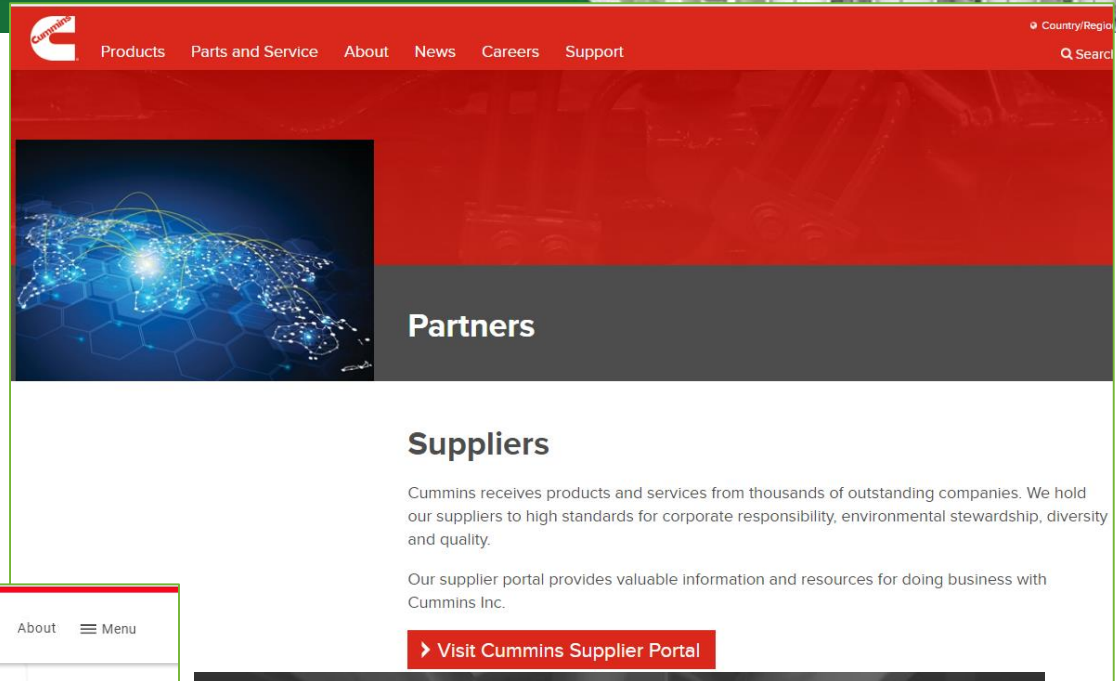 Cummins
Country/Region
Products Parts and Service About News Careers Support
Search
Partners
Suppliers
Cummins receives products and services from thousands of outstanding companies. We hold
our suppliers to high standards for corporate responsibility, environmental stewardship, diversity
and quality.
Our supplier portal provides valuable information and resources for doing business with
Cummins Inc.
Visit Cummins Supplier Portal
About Menu